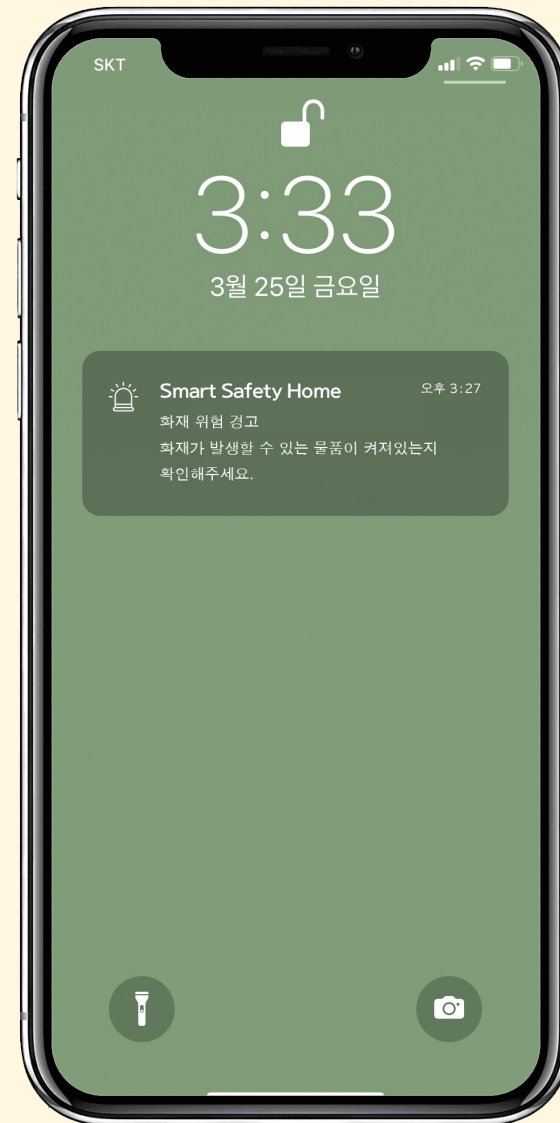 SKT
3:33
3월 25일 금요일
Smart Safety Home 오후 3:27
화재 위험 경고
화재가 발생할 수 있는 물품이 켜저있는지
확인해주세요.